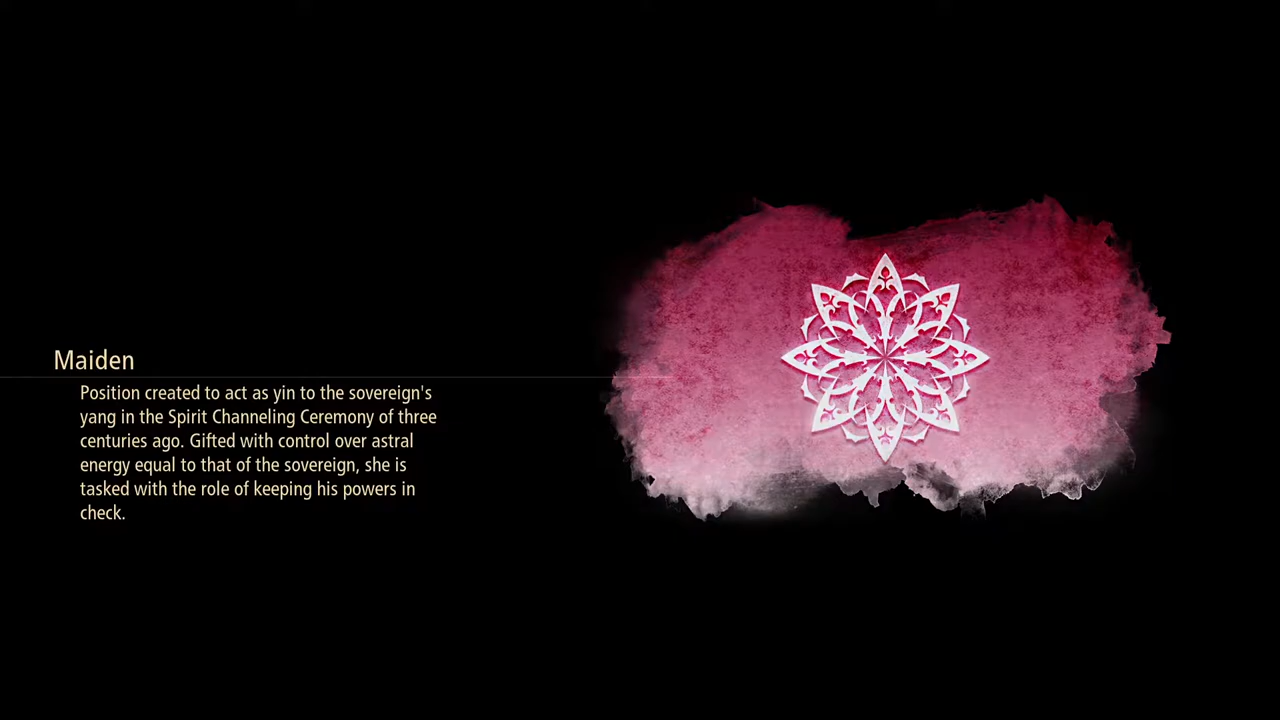 Maiden
Position created to act as yin to the sovereign's
yang in the Spirit Channeling Ceremony of three
centuries ago. Gifted with control over astral
energy equal to that of the sovereign, she is
tasked with the role of keeping his powers in
check.